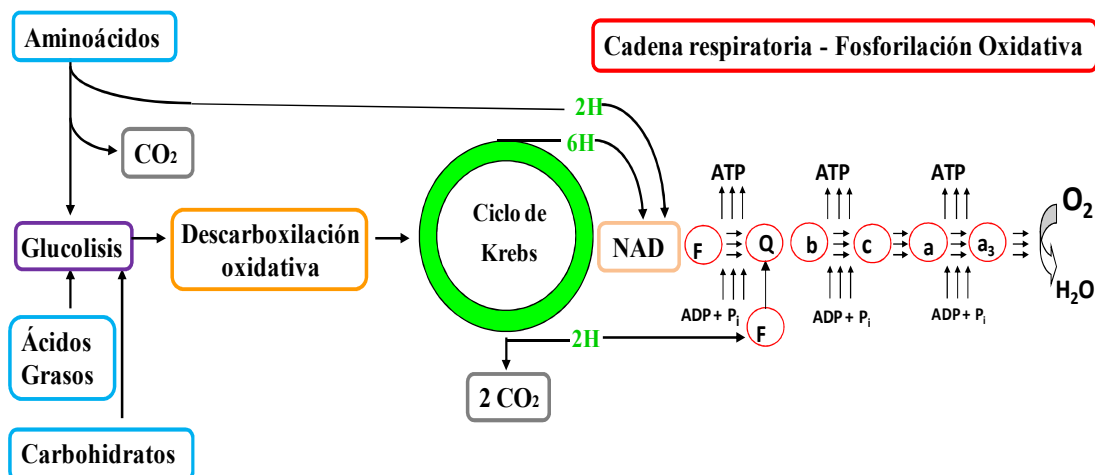 Aminoácidos
Cadena respiratoria - Fosforilación Oxidativa
2H
CO₂
6H
ATP
ATP
ATP
O₂
Glucolisis
Descarboxilación
oxidativa
Ciclo de
Krebs
NAD
F
Q
b
c
a
a₃
H₂O
ADP + Pᵢ
ADP + Pᵢ
ADP + Pᵢ
Ácidos
Grasos
2H
F
2 CO₂
Carbohidratos